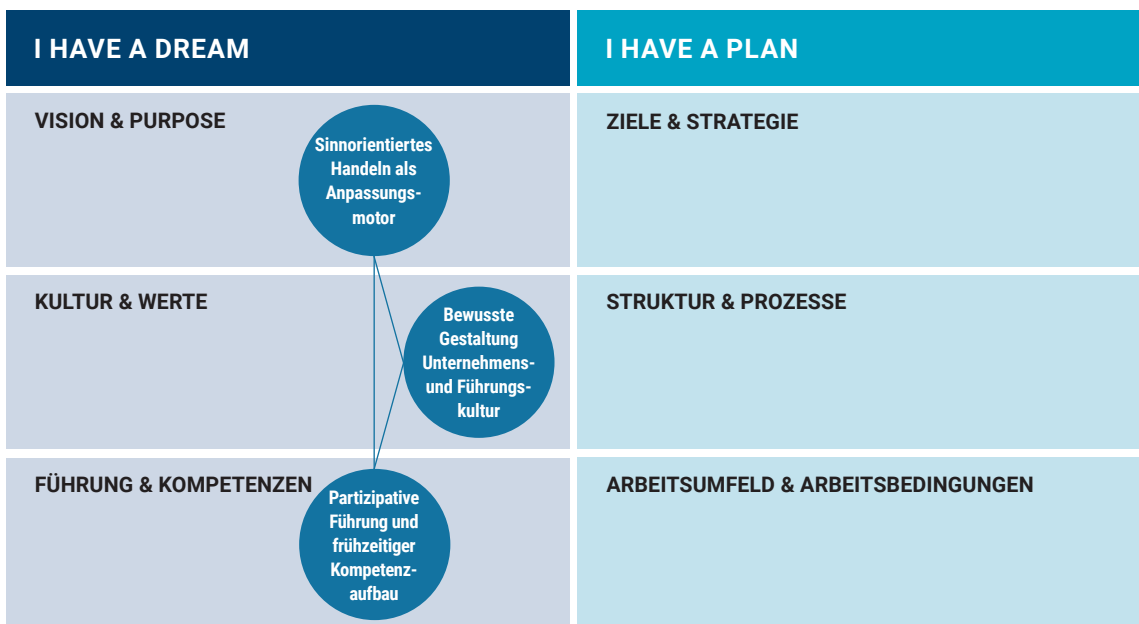 I HAVE A DREAM
I HAVE A PLAN
VISION & PURPOSE
Sinnorientiertes
Handeln als
Anpassungs-
motor
ZIELE & STRATEGIE
KULTUR & WERTE
Bewusste
Gestaltung
Unternehmens-
und Führungs-
kultur
STRUKTUR & PROZESSE
FÜHRUNG & KOMPETENZEN
Partizipative
Führung und
frühzeitiger
Kompetenz-
aufbau
ARBEITSUMFELD & ARBEITSBEDINGUNGEN